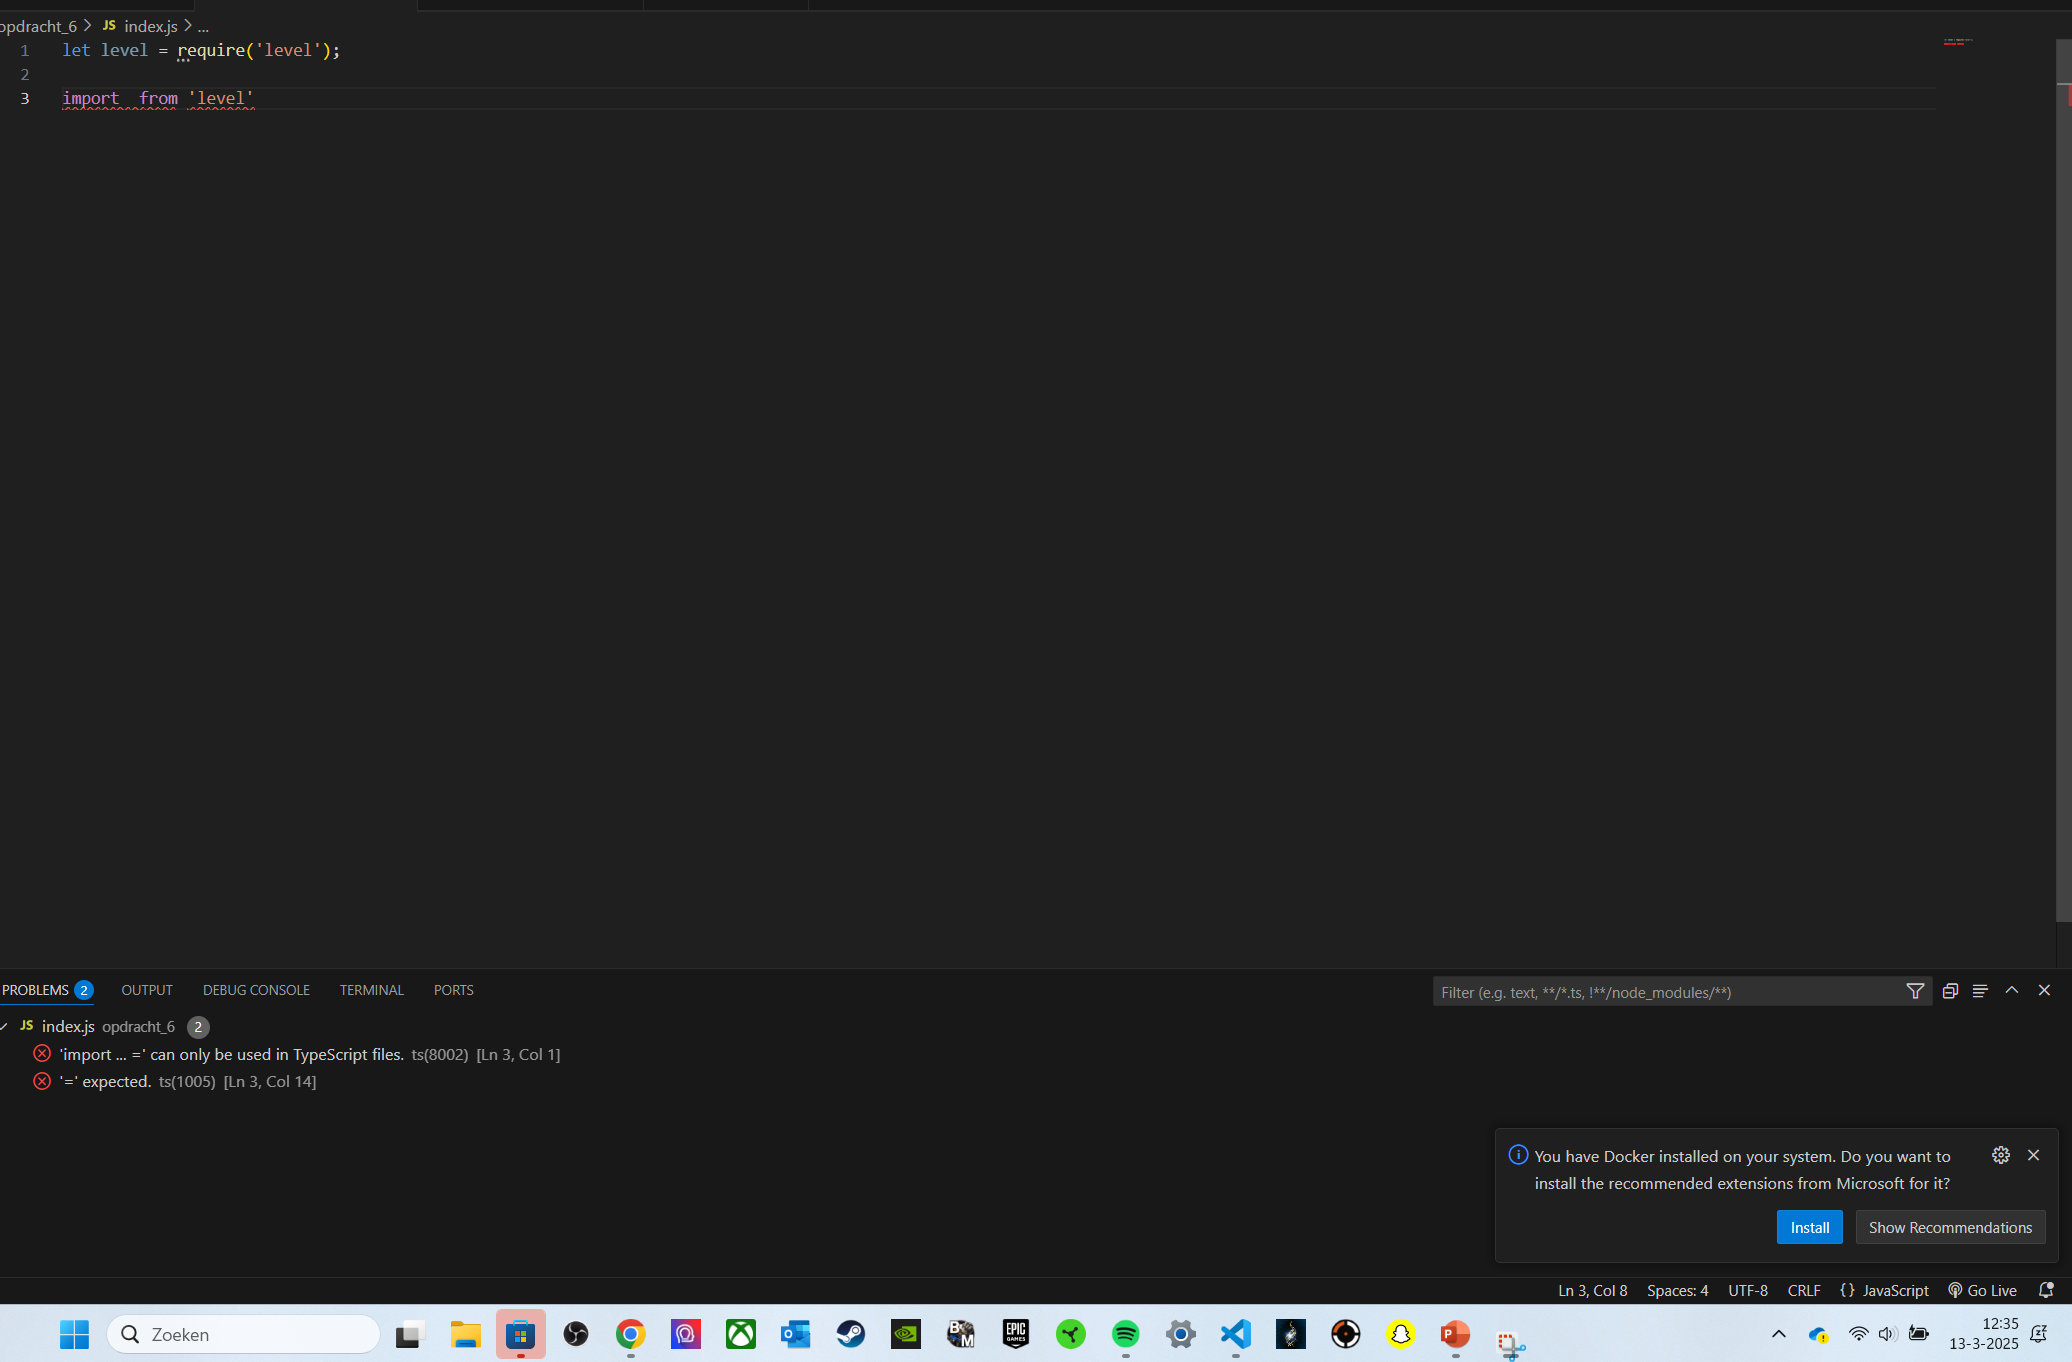 opdracht_6 > JS index.js > ...
1 let level = require('level');
2
3 import  from 'level'
PROBLEMS 2 OUTPUT DEBUG CONSOLE TERMINAL PORTS
Filter (e.g. text, **/*.ts, !**/node_modules/**)
JS index.js opdracht_6 2
'import ... =' can only be used in TypeScript files. ts(8002) [Ln 3, Col 1]
'=' expected. ts(1005) [Ln 3, Col 14]
You have Docker installed on your system. Do you want to
install the recommended extensions from Microsoft for it?
Install Show Recommendations
Ln 3, Col 8 Spaces: 4 UTF-8 CRLF {} JavaScript Go Live
Zoeken
EPIC
GAMES
12:35
13-3-2025